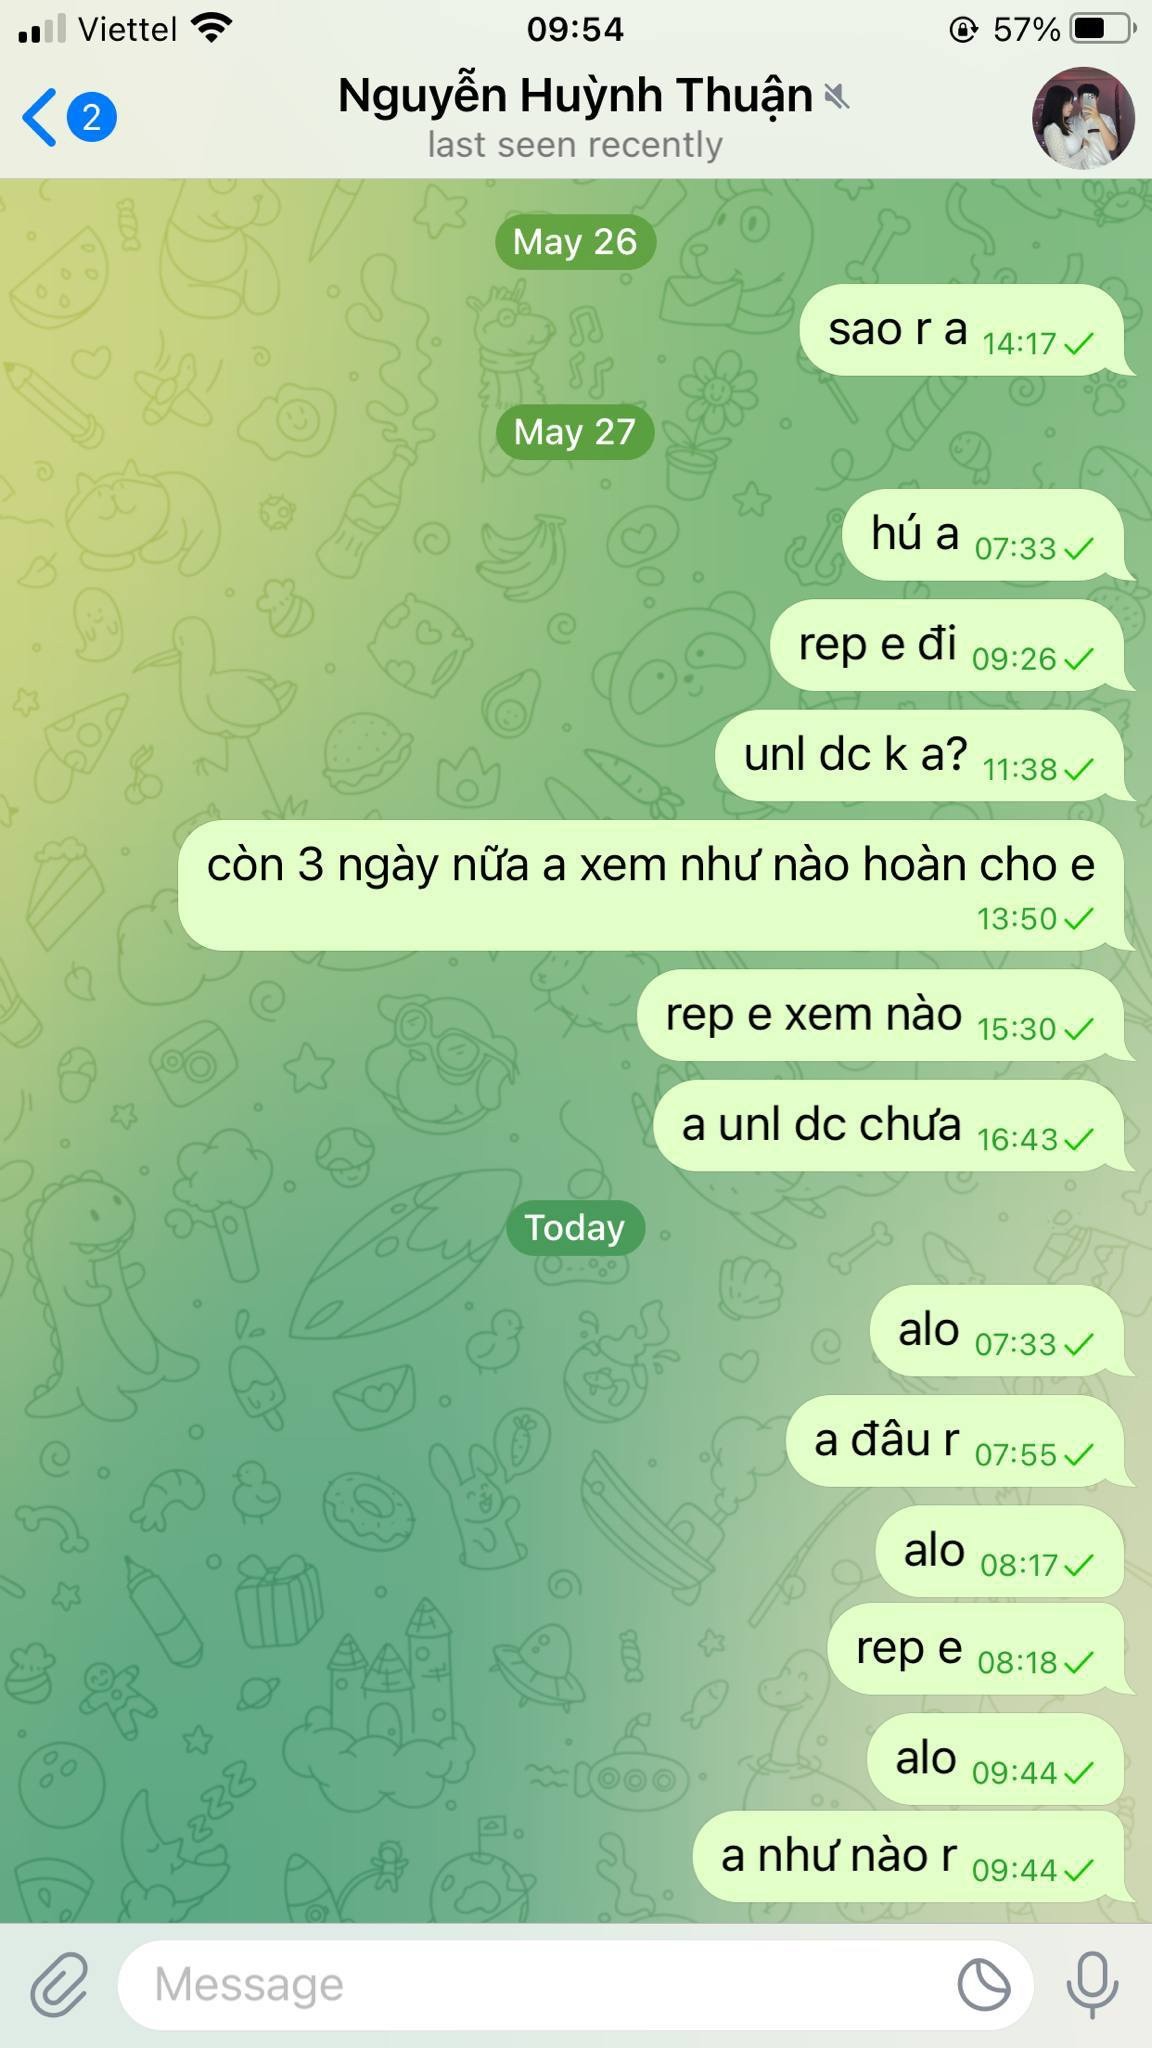 Viettel 09:54 57%
2 Nguyễn Huỳnh Thuận
last seen recently
May 26
sao r a 14:17
May 27
hú a 07:33
rep e đi 09:26
unl dc k a? 11:38
còn 3 ngày nữa a xem như nào hoàn cho e
13:50
rep e xem nào 15:30
a unl dc chưa 16:43
Today
alo 07:33
a đâu r 07:55
alo 08:17
rep e 08:18
alo 09:44
a như nào r 09:44
Message